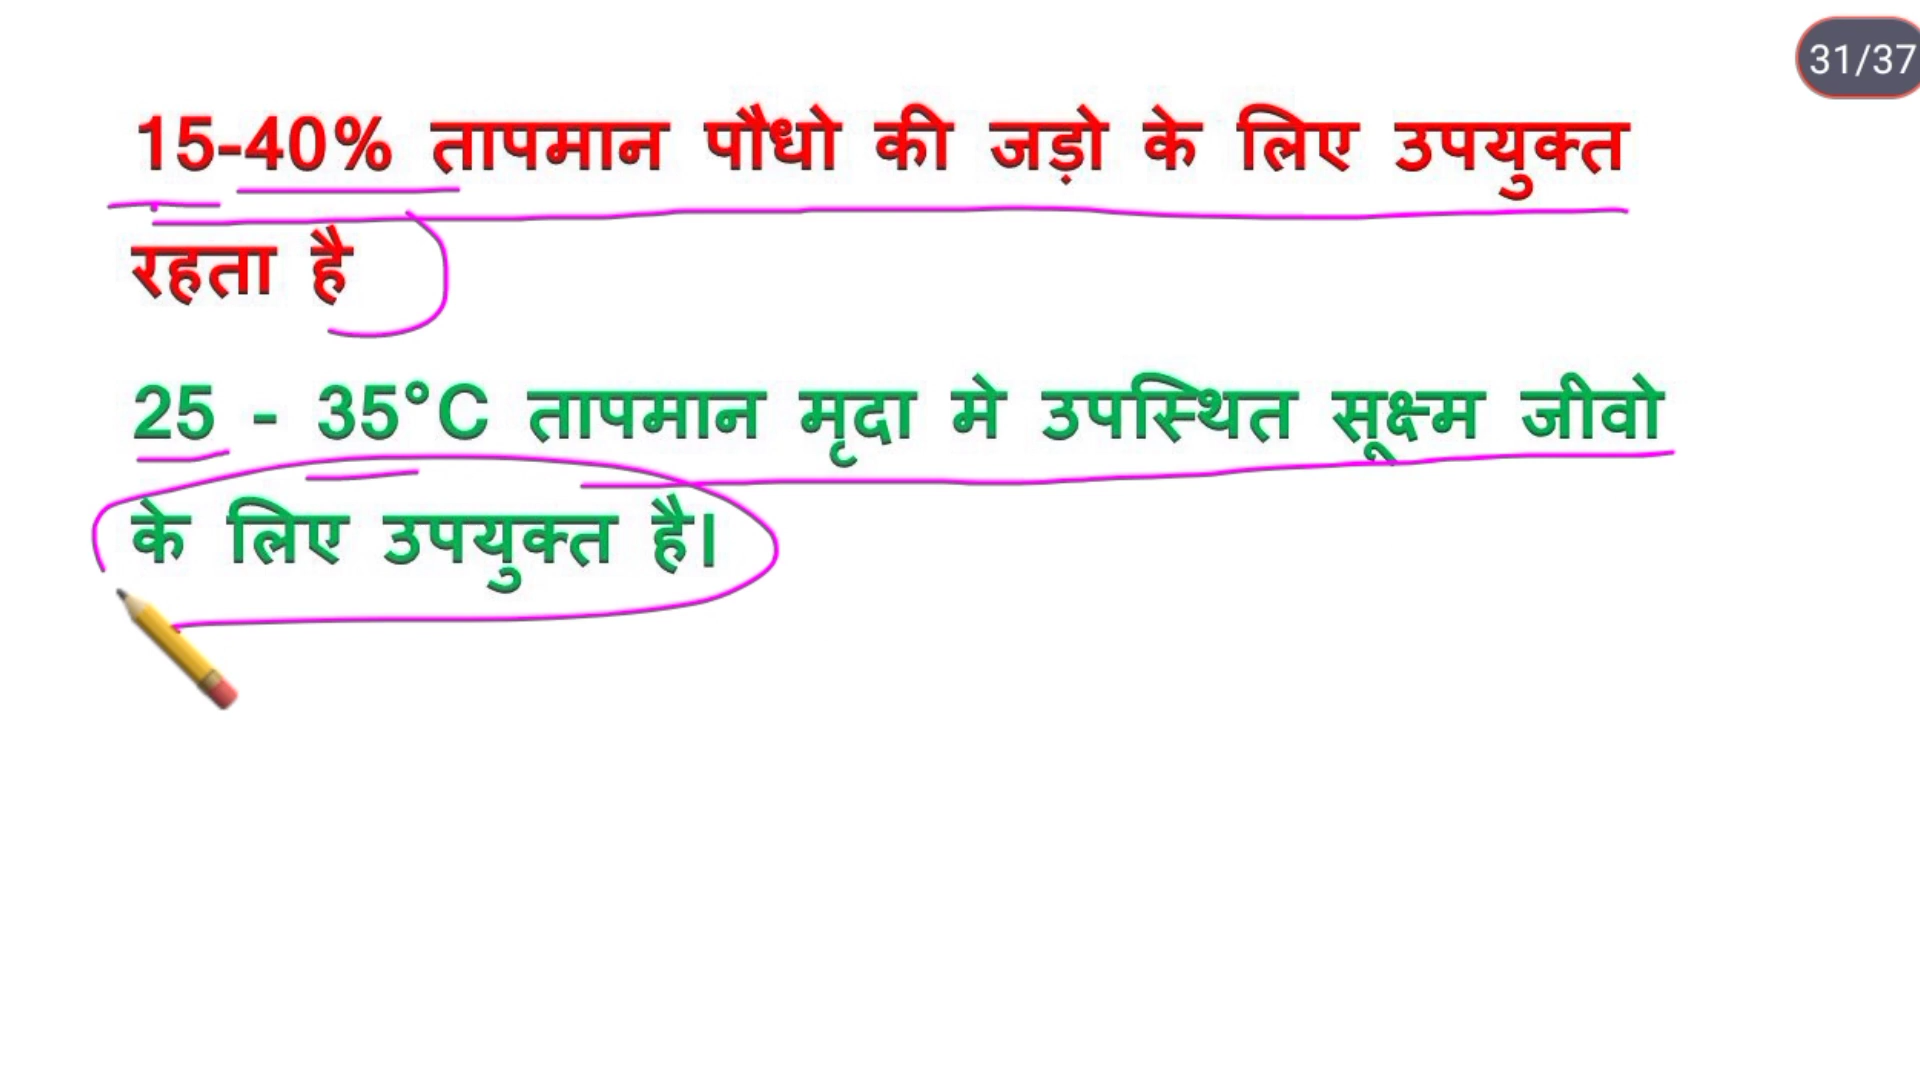 31/37
15-40% तापमान पौधो की जड़ो के लिए उपयुक्त
रहता है
25 - 35°C तापमान मृदा मे उपस्थित सूक्ष्म जीवो
के लिए उपयुक्त है।